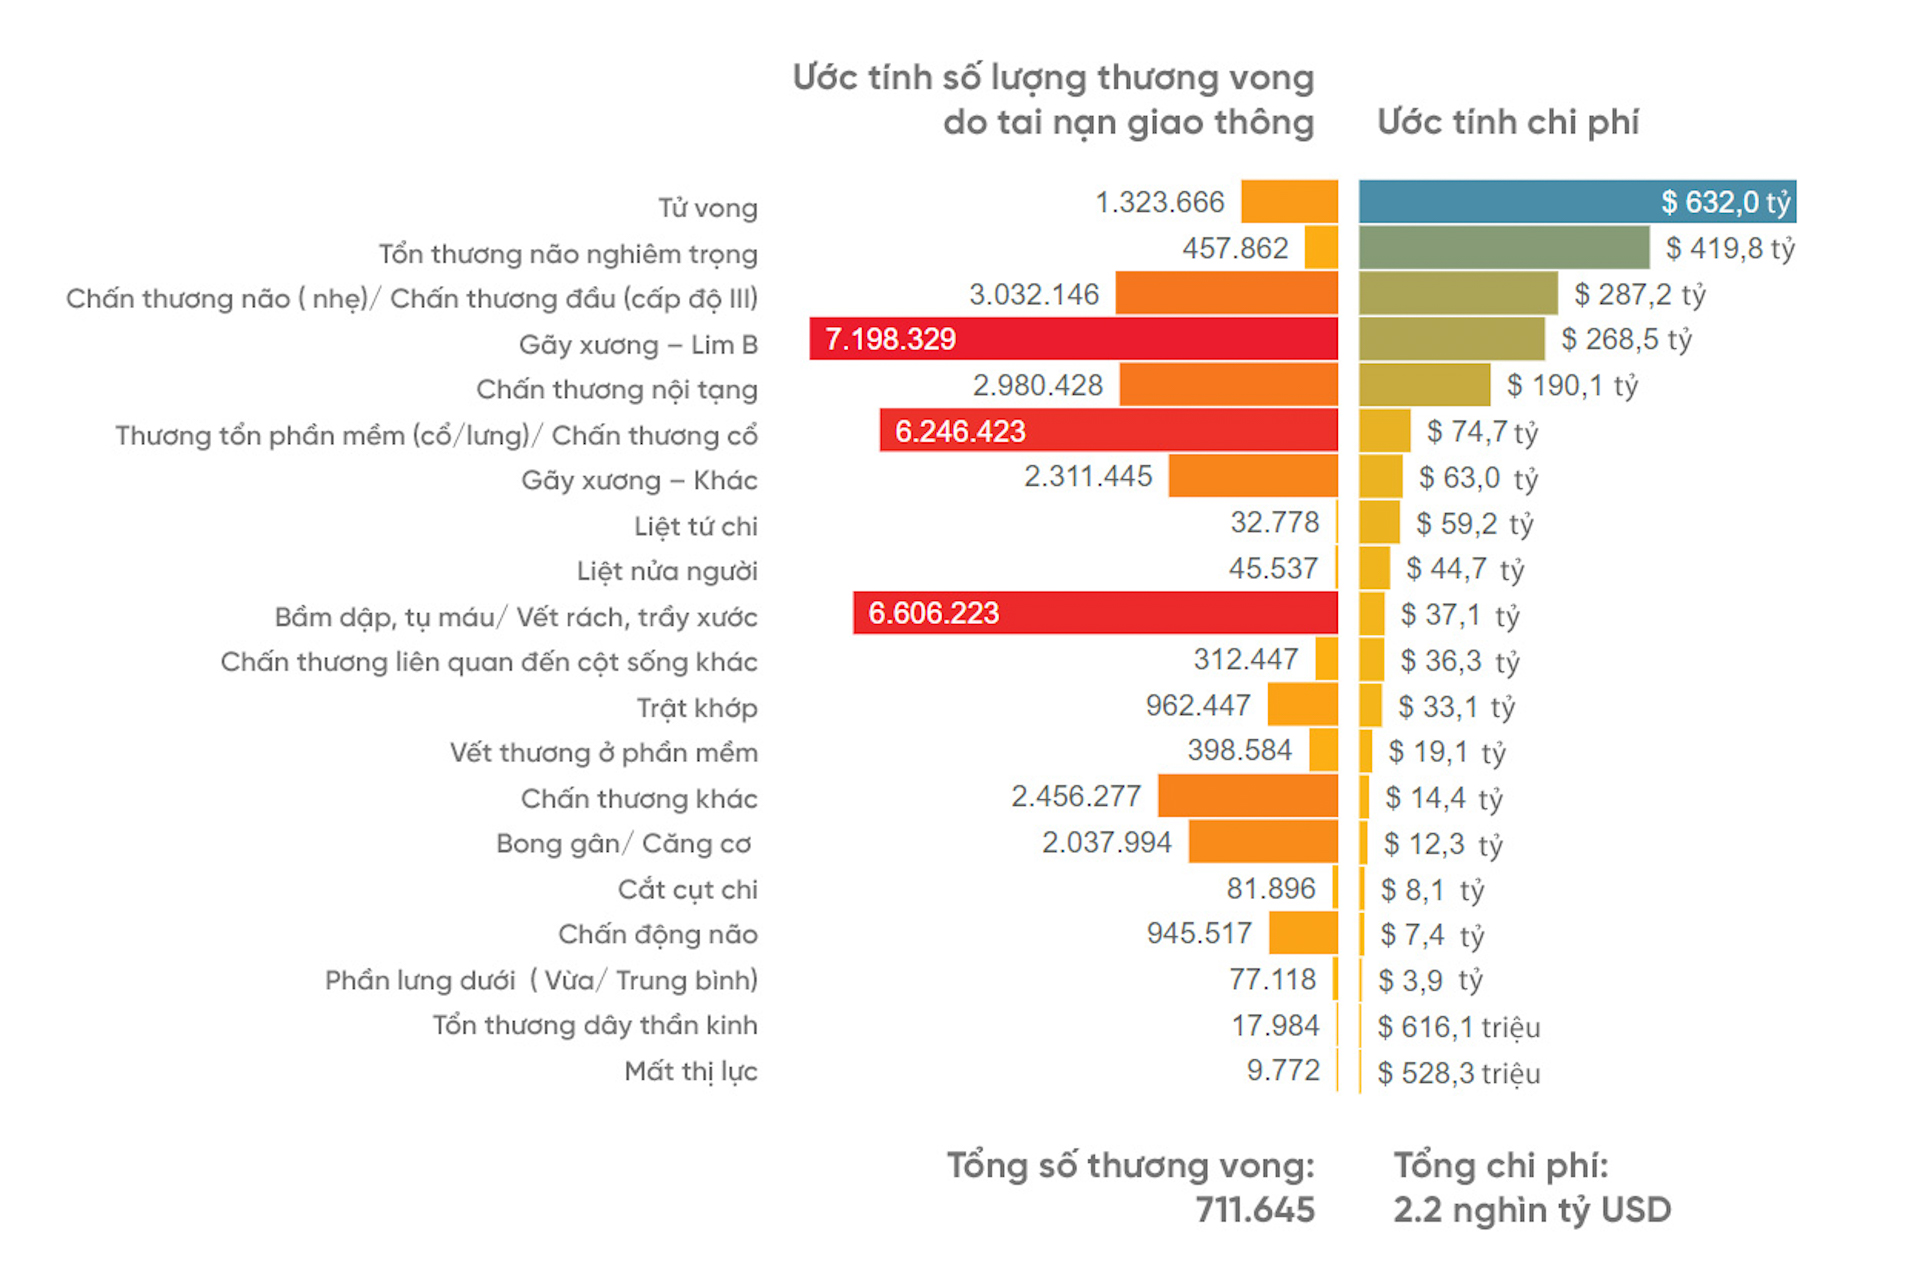 Ước tính số lượng thương vong
do tai nạn giao thông
Ước tính chi phí
Tử vong 1.323.666 $ 632,0 tỷ
Tổn thương não nghiêm trọng 457.862 $ 419,8 tỷ
Chấn thương não ( nhẹ)/ Chấn thương đầu (cấp độ III) 3.032.146 $ 287,2 tỷ
Gãy xương – Lim B 7.198.329 $ 268,5 tỷ
Chấn thương nội tạng 2.980.428 $ 190,1 tỷ
Thương tổn phần mềm (cổ/lưng)/ Chấn thương cổ 6.246.423 $ 74,7 tỷ
Gãy xương – Khác 2.311.445 $ 63,0 tỷ
Liệt tứ chi 32.778 $ 59,2 tỷ
Liệt nửa người 45.537 $ 44,7 tỷ
Bầm dập, tụ máu/ Vết rách, trầy xước 6.606.223 $ 37,1 tỷ
Chấn thương liên quan đến cột sống khác 312.447 $ 36,3 tỷ
Trật khớp 962.447 $ 33,1 tỷ
Vết thương ở phần mềm 398.584 $ 19,1 tỷ
Chấn thương khác 2.456.277 $ 14,4 tỷ
Bong gân/ Căng cơ 2.037.994 $ 12,3 tỷ
Cắt cụt chi 81.896 $ 8,1 tỷ
Chấn động não 945.517 $ 7,4 tỷ
Phần lưng dưới ( Vừa/ Trung bình) 77.118 $ 3,9 tỷ
Tổn thương dây thần kinh 17.984 $ 616,1 triệu
Mất thị lực 9.772 $ 528,3 triệu
Tổng số thương vong:
711.645
Tổng chi phí:
2.2 nghìn tỷ USD